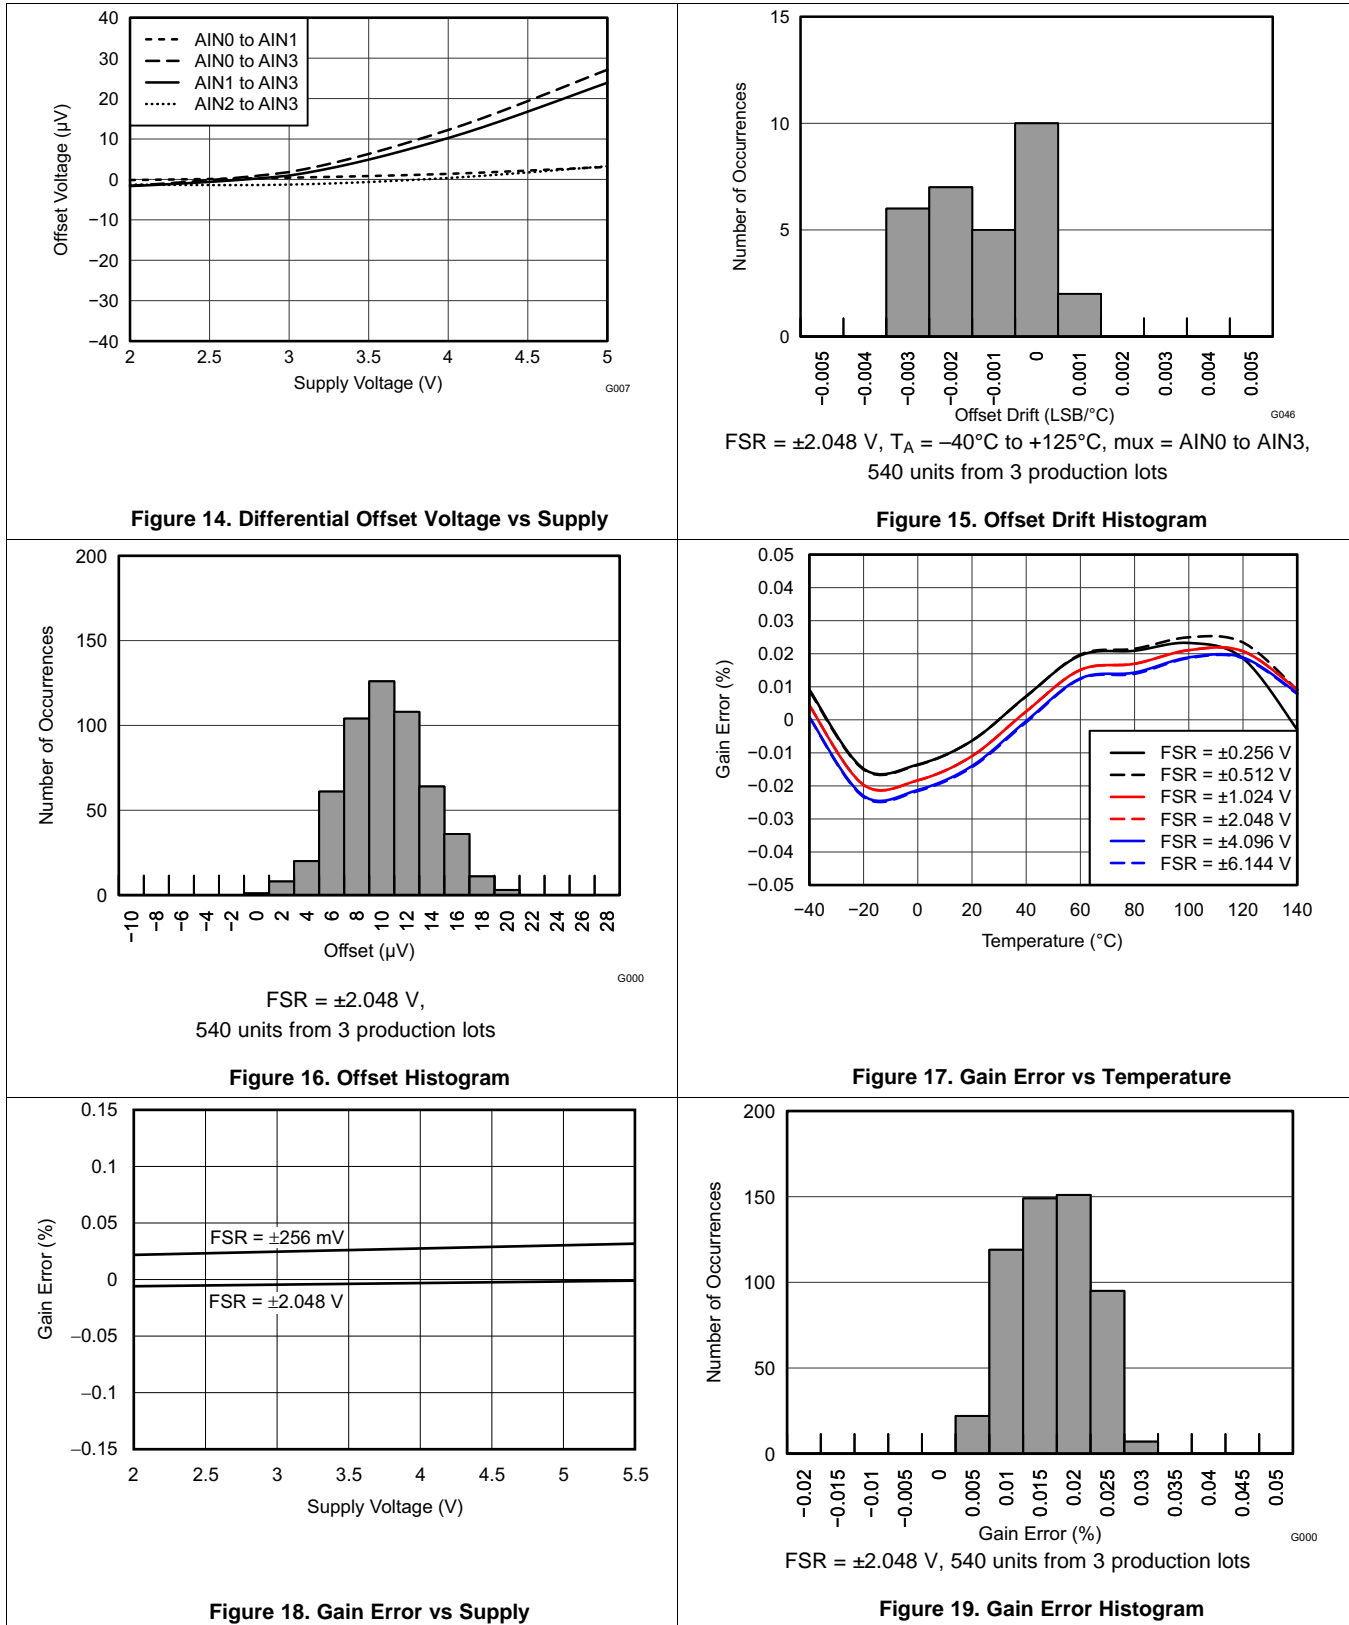 40
30
20
10
0
−10
−20
−30
−40
Offset Voltage (µV)
AIN0 to AIN1
AIN0 to AIN3
AIN1 to AIN3
AIN2 to AIN3
2 2.5 3 3.5 4 4.5 5
Supply Voltage (V)
G007
Figure 14. Differential Offset Voltage vs Supply
15
10
5
0
Number of Occurrences
−0.005 −0.004 −0.003 −0.002 −0.001 0 0.001 0.002 0.003 0.004 0.005
Offset Drift (LSB/°C)
G046
FSR = ±2.048 V, TA = –40°C to +125°C, mux = AIN0 to AIN3,
540 units from 3 production lots
Figure 15. Offset Drift Histogram
200
150
100
50
0
Number of Occurrences
−10 −8 −6 −4 −2 0 2 4 6 8 10 12 14 16 18 20 22 24 26 28
Offset (µV)
G000
FSR = ±2.048 V,
540 units from 3 production lots
Figure 16. Offset Histogram
0.05
0.04
0.03
0.02
0.01
0
−0.01
−0.02
−0.03
−0.04
−0.05
Gain Error (%)
FSR = ±0.256 V
FSR = ±0.512 V
FSR = ±1.024 V
FSR = ±2.048 V
FSR = ±4.096 V
FSR = ±6.144 V
−40 −20 0 20 40 60 80 100 120 140
Temperature (°C)
Figure 17. Gain Error vs Temperature
0.15
0.1
0.05
0
−0.05
−0.1
−0.15
Gain Error (%)
FSR = ±256 mV
FSR = ±2.048 V
2 2.5 3 3.5 4 4.5 5 5.5
Supply Voltage (V)
Figure 18. Gain Error vs Supply
200
150
100
50
0
Number of Occurrences
−0.02 −0.015 −0.01 −0.005 0 0.005 0.01 0.015 0.02 0.025 0.03 0.035 0.04 0.045 0.05
Gain Error (%)
G000
FSR = ±2.048 V, 540 units from 3 production lots
Figure 19. Gain Error Histogram